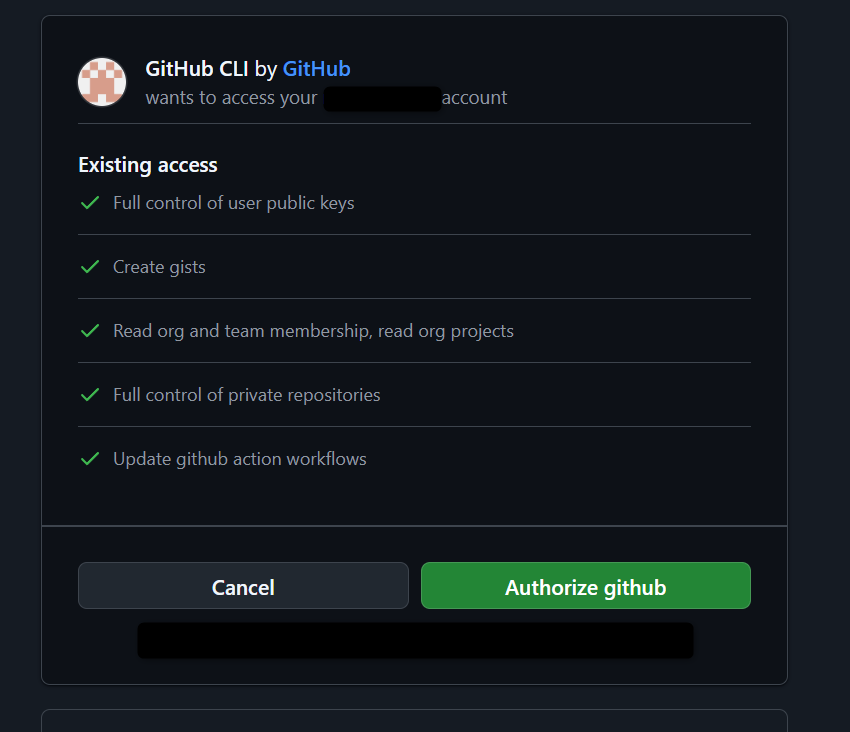 GitHub CLI by GitHub
wants to access your account
Existing access
Full control of user public keys
Create gists
Read org and team membership, read org projects
Full control of private repositories
Update github action workflows
Cancel
Authorize github